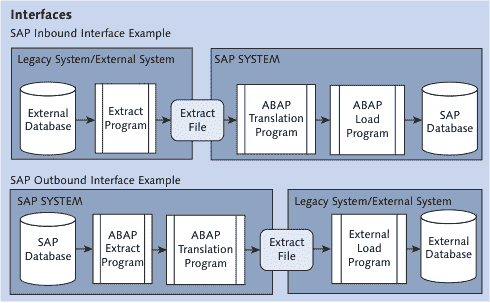 Interfaces
SAP Inbound Interface Example
Legacy System/External System
External
Database
Extract
Program
Extract
File
SAP SYSTEM
ABAP
Translation
Program
ABAP
Load
Program
SAP
Database
SAP Outbound Interface Example
SAP SYSTEM
SAP
Database
ABAP
Extract
Program
ABAP
Translation
Program
Extract
File
Legacy System/External System
External
Load
Program
External
Database